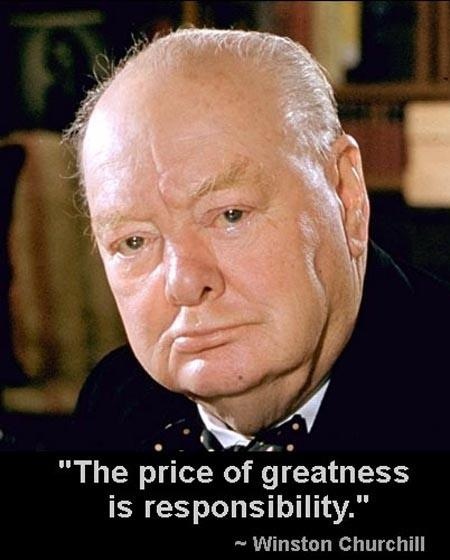 "The price of greatness
is responsibility."
~ Winston Churchill